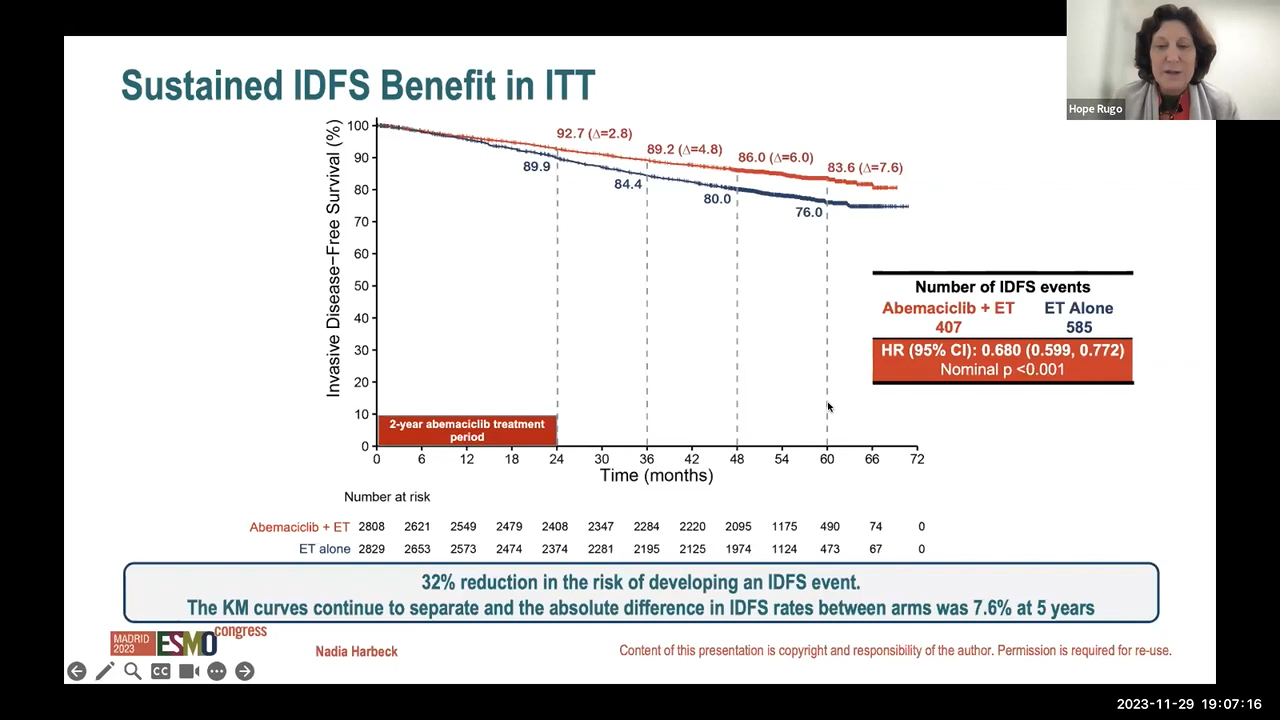 Sustained IDFS Benefit in ITT
Hope Rugo
Invasive Disease−Free Survival (%)
100
90
80
70
60
50
40
30
20
10
0
92.7 (Δ=2.8)
89.2 (Δ=4.8)
86.0 (Δ=6.0)
83.6 (Δ=7.6)
89.9
84.4
80.0
76.0
2-year abemaciclib treatment
period
0 6 12 18 24 30 36 42 48 54 60 66 72
Time (months)
Number of IDFS events
Abemaciclib + ET ET Alone
407 585
HR (95% CI): 0.680 (0.599, 0.772)
Nominal p <0.001
Number at risk
Abemaciclib + ET 2808 2621 2549 2479 2408 2347 2284 2220 2095 1175 490 74 0
ET alone 2829 2653 2573 2474 2374 2281 2195 2125 1974 1124 473 67 0
32% reduction in the risk of developing an IDFS event.
The KM curves continue to separate and the absolute difference in IDFS rates between arms was 7.6% at 5 years
MADRID
2023
ESMO congress
Nadia Harbeck
Content of this presentation is copyright and responsibility of the author. Permission is required for re-use.
CC
2023-11-29 19:07:16